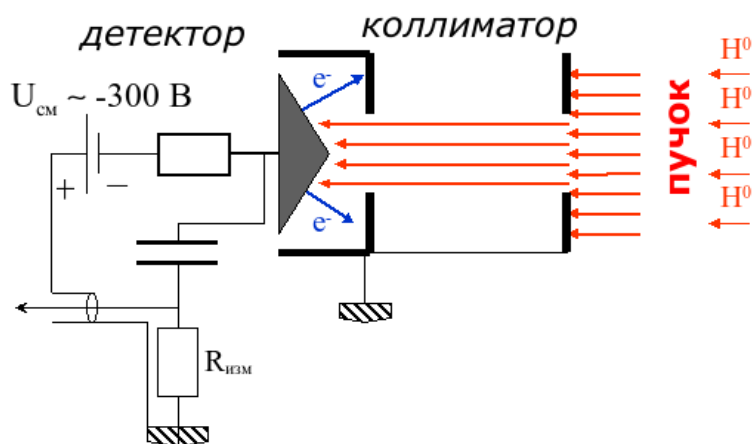 детектор
коллиматор
Uсм ~ -300 В
e⁻
H⁰
H⁰
H⁰
H⁰
пучок
+
−
e⁻
Rизм